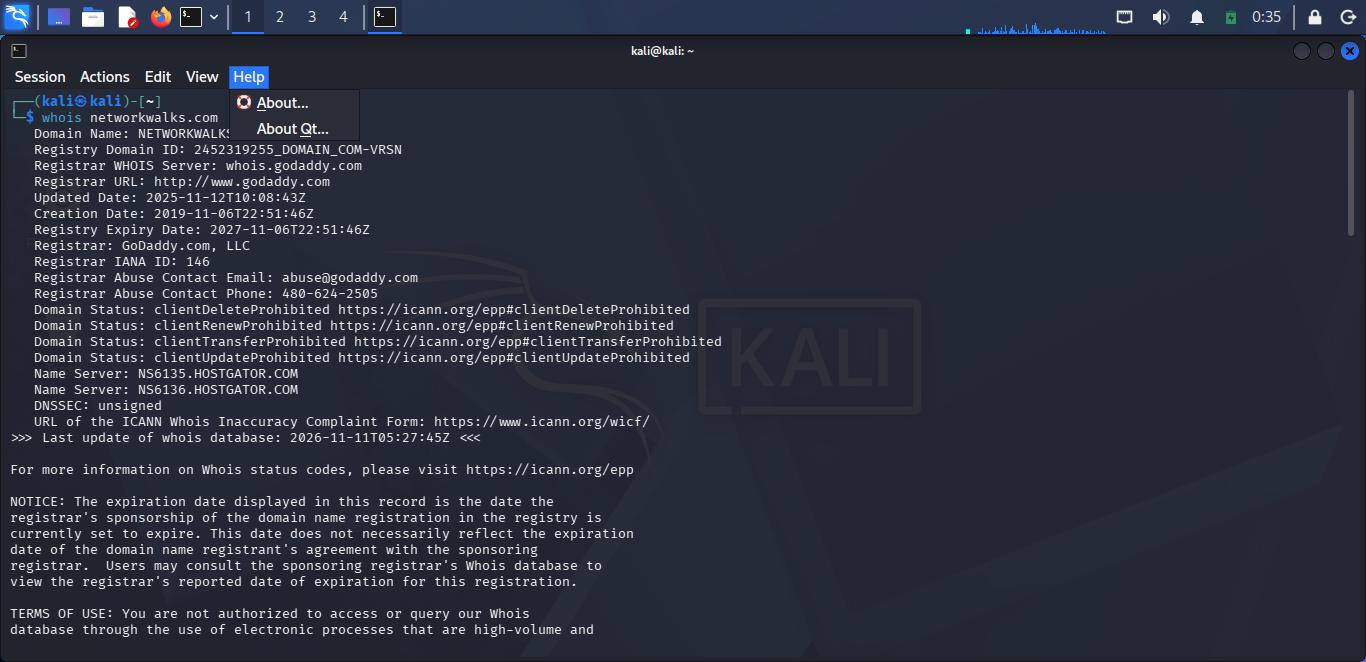 1 2 3 4 0:35
kali@kali: ~
Session Actions Edit View Help
About...
About Qt...
┌──(kali㉿kali)-[~]
└─$ whois networkwalks.com
Domain Name: NETWORKWALKS
Registry Domain ID: 2452319255_DOMAIN_COM-VRSN
Registrar WHOIS Server: whois.godaddy.com
Registrar URL: http://www.godaddy.com
Updated Date: 2025-11-12T10:08:43Z
Creation Date: 2019-11-06T22:51:46Z
Registry Expiry Date: 2027-11-06T22:51:46Z
Registrar: GoDaddy.com, LLC
Registrar IANA ID: 146
Registrar Abuse Contact Email: abuse@godaddy.com
Registrar Abuse Contact Phone: 480-624-2505
Domain Status: clientDeleteProhibited https://icann.org/epp#clientDeleteProhibited
Domain Status: clientRenewProhibited https://icann.org/epp#clientRenewProhibited
Domain Status: clientTransferProhibited https://icann.org/epp#clientTransferProhibited
Domain Status: clientUpdateProhibited https://icann.org/epp#clientUpdateProhibited
Name Server: NS6135.HOSTGATOR.COM
Name Server: NS6136.HOSTGATOR.COM
DNSSEC: unsigned
URL of the ICANN Whois Inaccuracy Complaint Form: https://www.icann.org/wicf/
>>> Last update of whois database: 2026-11-11T05:27:45Z <<<
For more information on Whois status codes, please visit https://icann.org/epp
NOTICE: The expiration date displayed in this record is the date the
registrar's sponsorship of the domain name registration in the registry is
currently set to expire. This date does not necessarily reflect the expiration
date of the domain name registrant's agreement with the sponsoring
registrar.  Users may consult the sponsoring registrar's Whois database to
view the registrar's reported date of expiration for this registration.
TERMS OF USE: You are not authorized to access or query our Whois
database through the use of electronic processes that are high-volume and
KALI